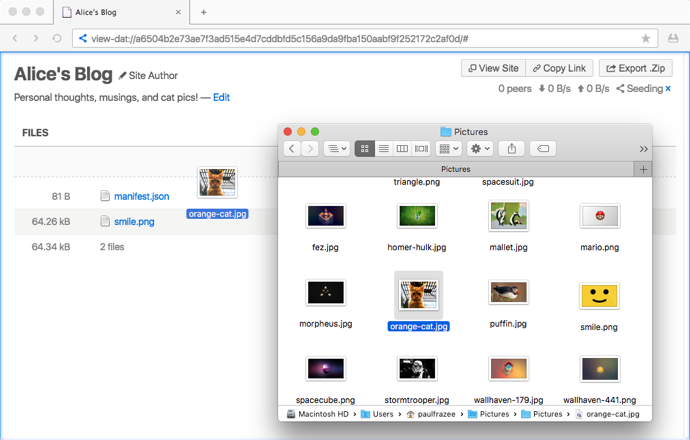 Alice's Blog
view-dat://a6504b2e73ae7f3ad515e4d7cddbfd5c156a9da9fba150aabf9f252172c2af0d/#
Alice's Blog Site Author
View Site Copy Link Export .Zip
Personal thoughts, musings, and cat pics! — Edit
0 peers 0 B/s 0 B/s Seeding ×
FILES
81 B manifest.json
orange-cat.jpg
64.26 kB smile.png
64.34 kB 2 files
Pictures
Pictures
triangle.png spacesuit.jpg
fez.jpg homer-hulk.jpg mallet.jpg mario.png
morpheus.jpg orange-cat.jpg puffin.jpg smile.png
spacecube.png stormtrooper.jpg wallhaven-179.jpg wallhaven-441.png
Macintosh HD Users paulfrazee Pictures Pictures orange-cat.jpg